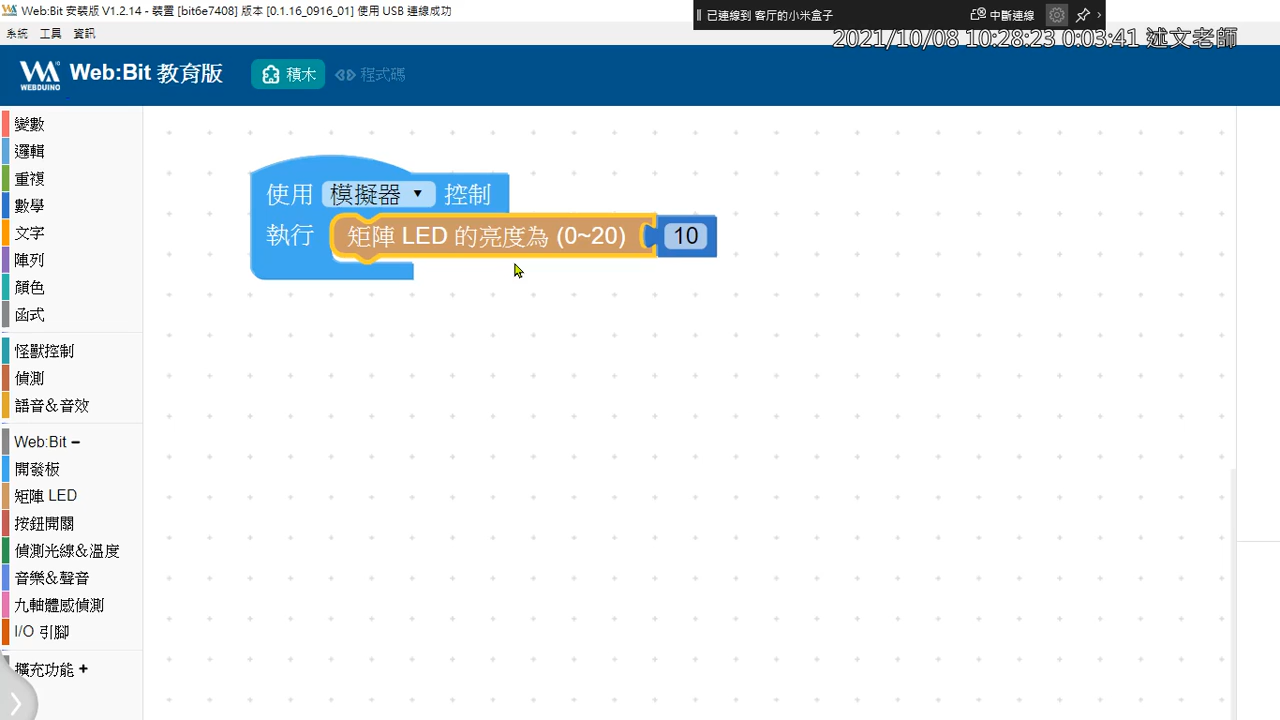 Web:Bit 安裝版 V1.2.14 - 裝置 [bit6e7408] 版本 [0.1.16_0916_01] 使用 USB 連線成功
已連線到 客厅的小米盒子
中斷連線
系統 工具 資訊
2021/10/08 10:28:23 0:03:41 述文老師
WEBDUINO
Web:Bit 教育版
積木
程式碼
變數
邏輯
重複
數學
文字
陣列
顏色
函式
怪獸控制
偵測
語音&音效
Web:Bit
開發板
矩陣 LED
按鈕開關
偵測光線&溫度
音樂&聲音
九軸體感偵測
I/O 引腳
擴充功能 +
使用 模擬器 控制
執行 矩陣 LED 的亮度為 (0~20) 10